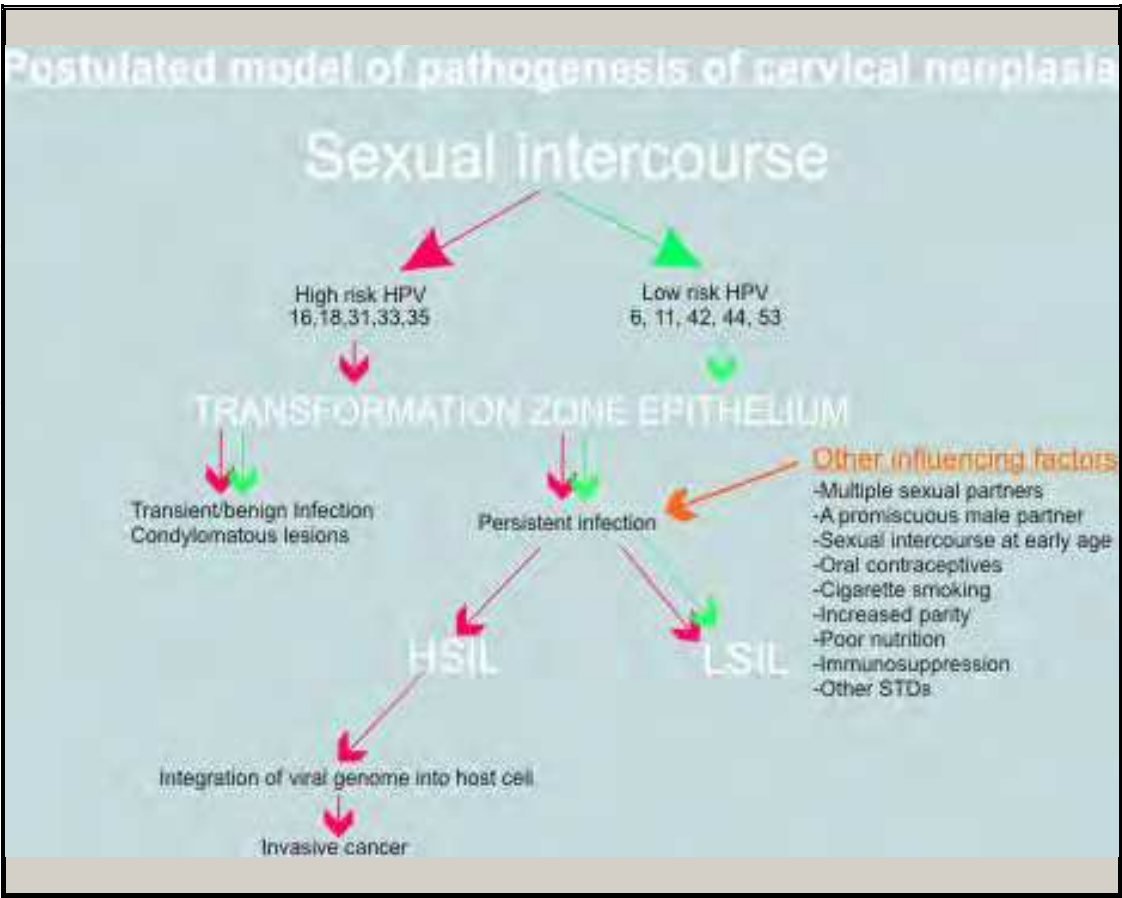 Postulated model of pathogenesis of cervical neoplasia
Sexual intercourse
High risk HPV
16,18,31,33,35
Low risk HPV
6, 11, 42, 44, 53
TRANSFORMATION ZONE EPITHELIUM
Transient/benign Infection
Condylomatous lesions
Persistent infection
Other influencing factors
-Multiple sexual partners
-A promiscuous male partner
-Sexual intercourse at early age
-Oral contraceptives
-Cigarette smoking
-Increased parity
-Poor nutrition
-Immunosuppression
-Other STDs
HSIL
LSIL
Integration of viral genome into host cell
Invasive cancer